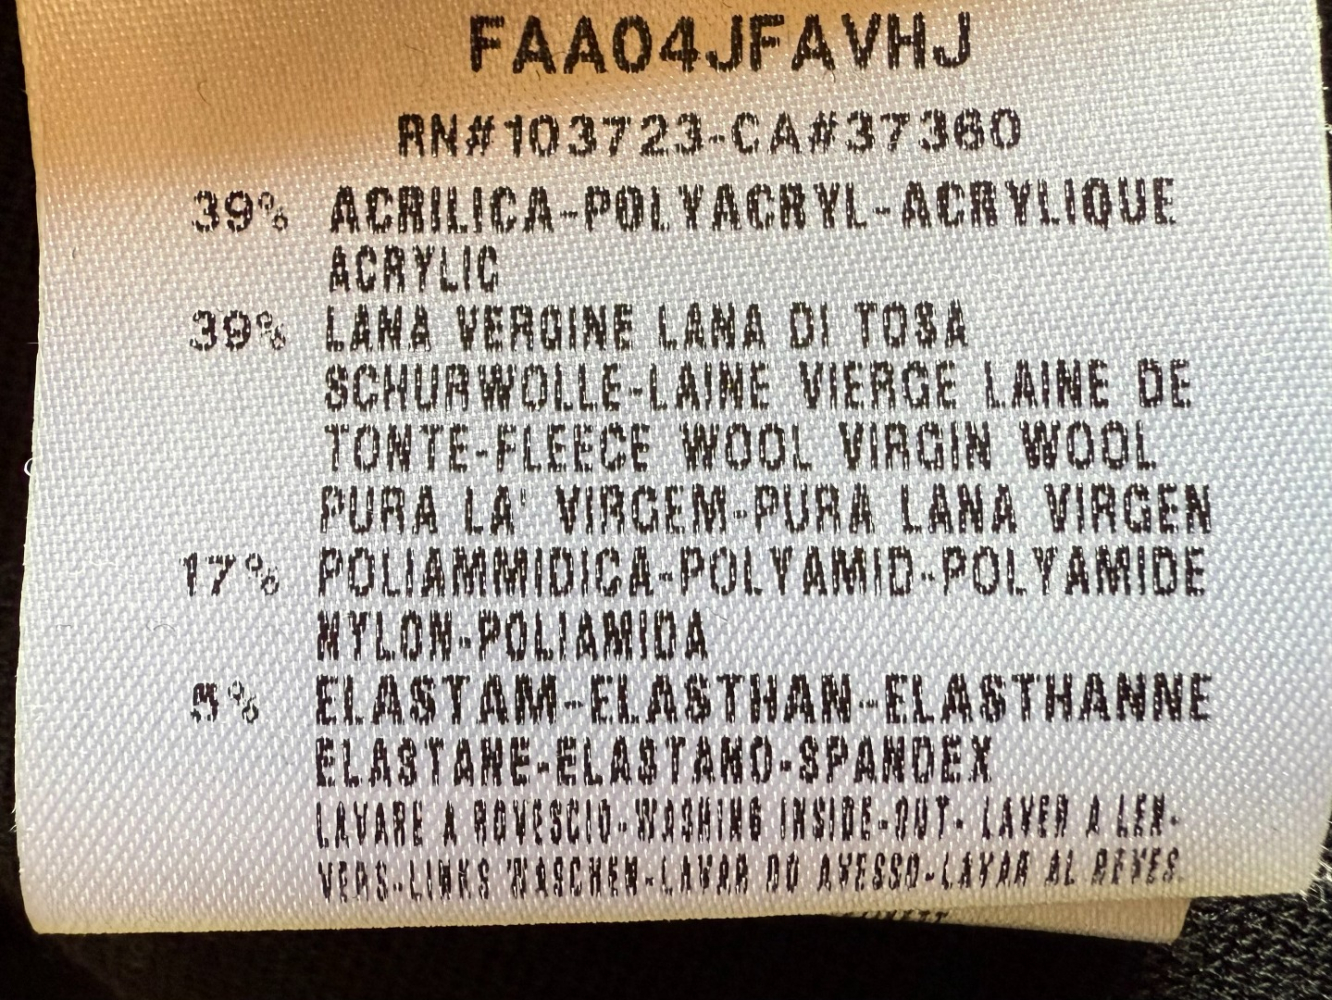 FAA04JFAVHJ
RN#103723-CA#37360
39% ACRILICA-POLYACRYL-ACRYLIQUE
ACRYLIC
39% LANA VERGINE LANA DI TOSA
SCHURWOLLE-LAINE VIERGE LAINE DE
TONTE-FLEECE WOOL VIRGIN WOOL
PURA LA' VIRGEM-PURA LANA VIRGEN
17% POLIAMMIDICA-POLYAMID-POLYAMIDE
NYLON-POLIAMIDA
5% ELASTAM-ELASTHAN-ELASTHANNE
ELASTANE-ELASTANO-SPANDEX
LAVARE A ROVESCIO-WASHING INSIDE-OUT- LAVER A LEN-
VERS-LINKS WASCHEN-LAVAR DO AVESSO-LAVAR AL REVES.